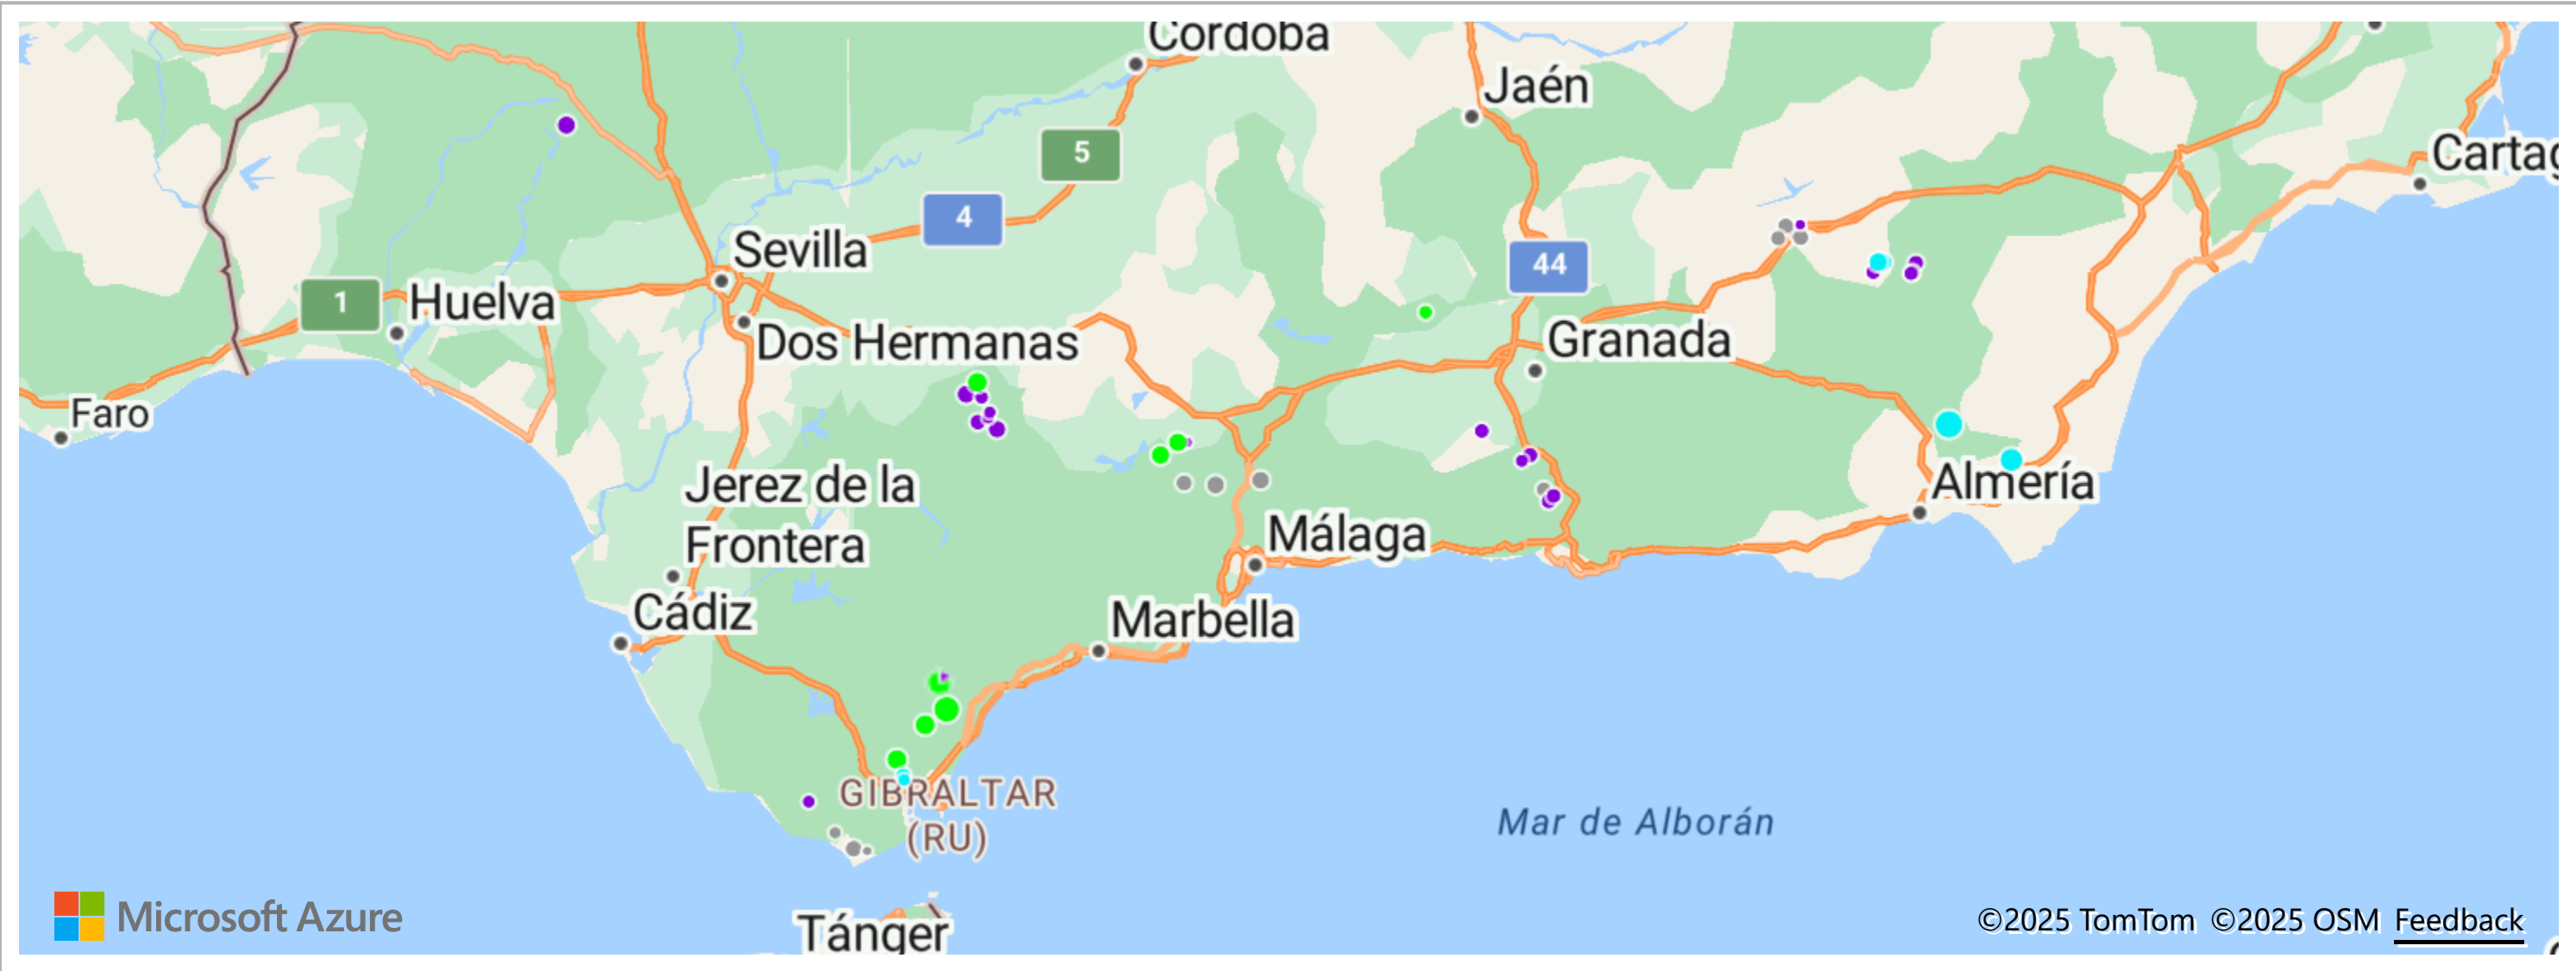 Cordoba
Jaén
5
Cartag
4
Sevilla
44
1
Huelva
Dos Hermanas
Granada
Faro
Jerez de la
Frontera
Almería
Málaga
Cádiz
Marbella
GIBRALTAR
(RU)
Mar de Alborán
Microsoft Azure
Tánger
©2025 TomTom ©2025 OSM Feedback